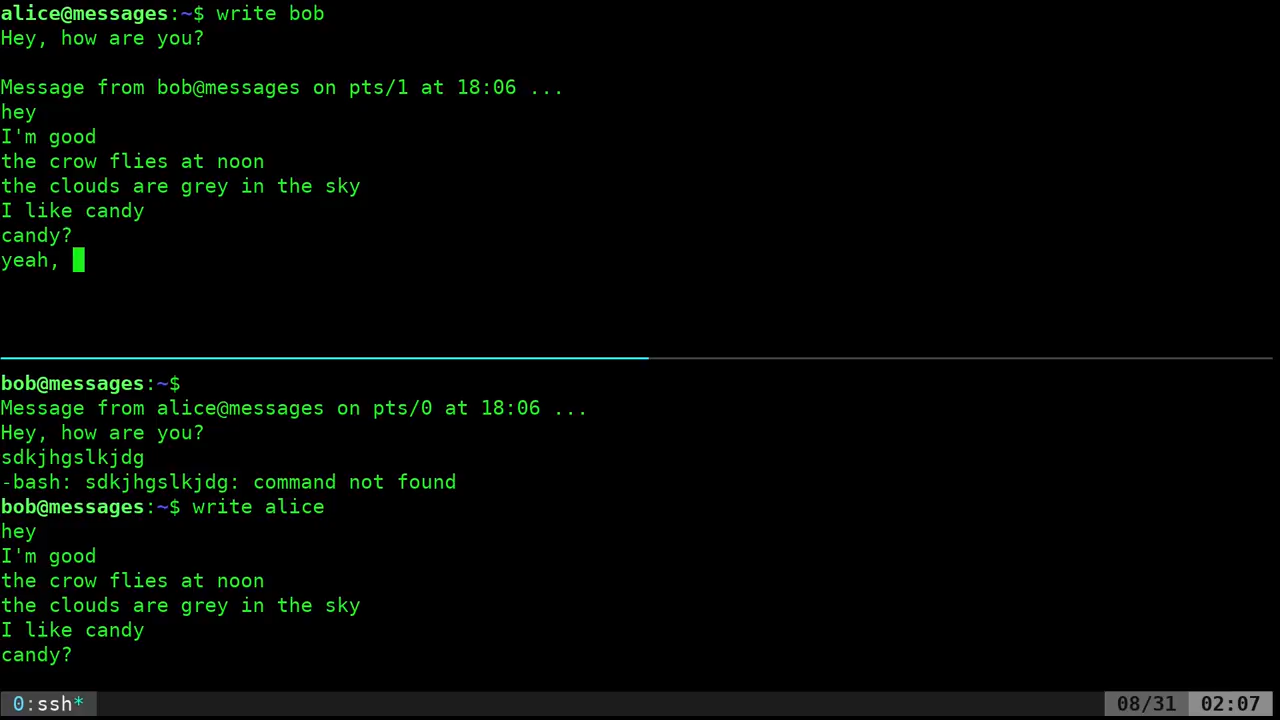 alice@messages:~$ write bob
Hey, how are you?
Message from bob@messages on pts/1 at 18:06 ...
hey
I'm good
the crow flies at noon
the clouds are grey in the sky
I like candy
candy?
yeah,
bob@messages:~$
Message from alice@messages on pts/0 at 18:06 ...
Hey, how are you?
sdkjhgslkjdg
-bash: sdkjhgslkjdg: command not found
bob@messages:~$ write alice
hey
I'm good
the crow flies at noon
the clouds are grey in the sky
I like candy
candy?
0:ssh* 08/31 02:07